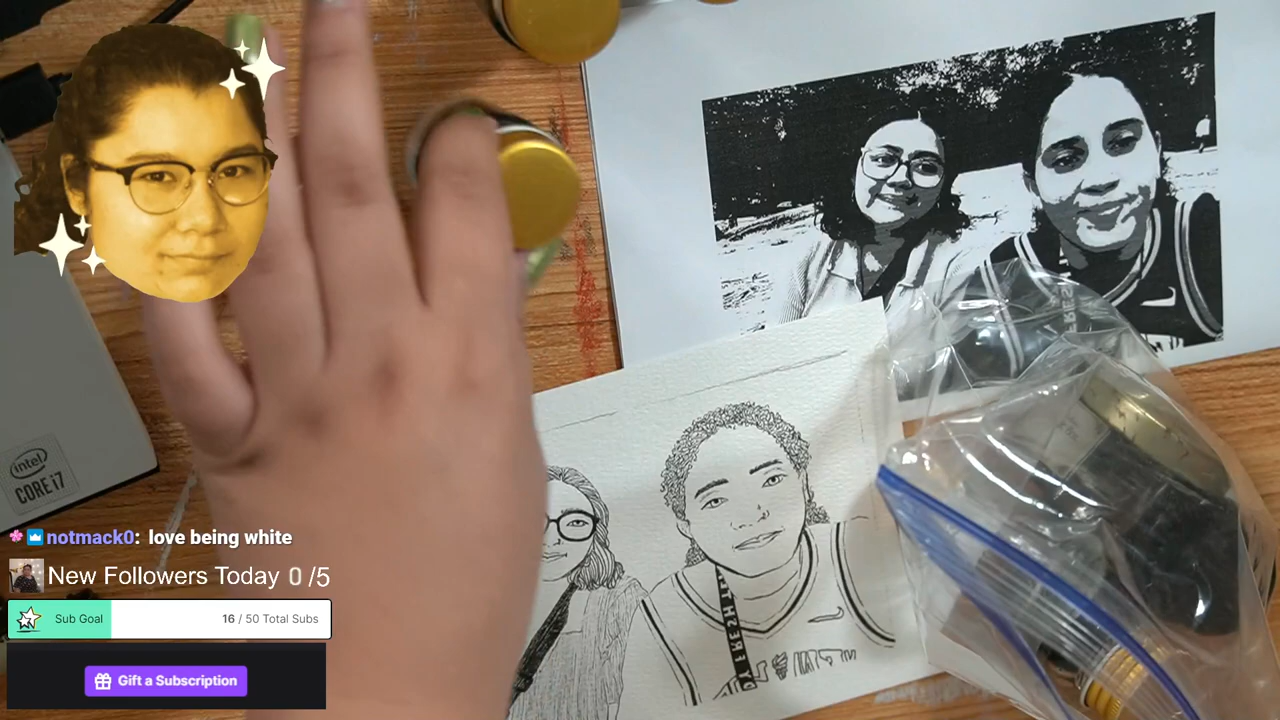 intel
CORE i7
notmack0: love being white
New Followers Today 0 /5
Sub Goal
16 / 50 Total Subs
Gift a Subscription